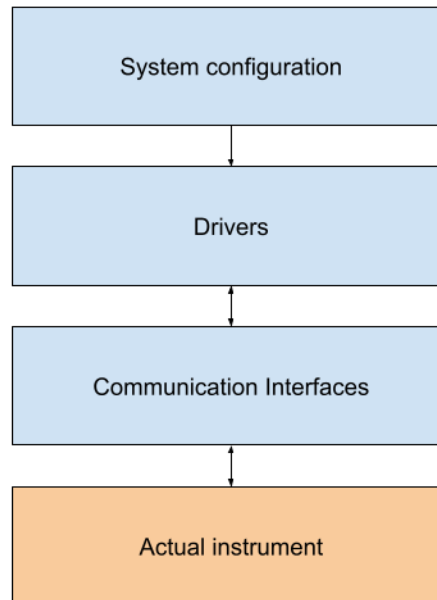 System configuration
Drivers
Communication Interfaces
Actual instrument